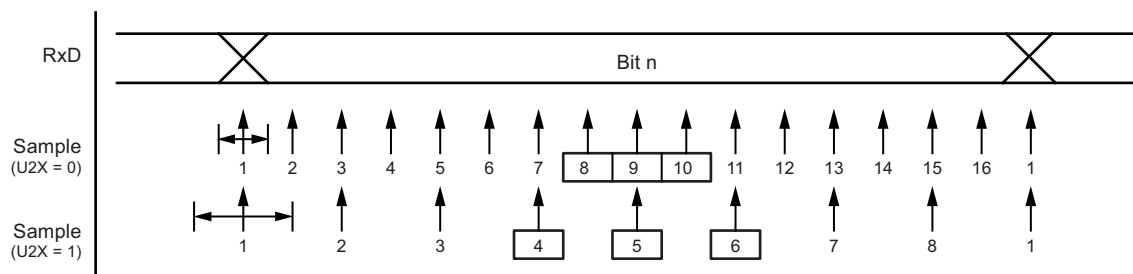 RxD
Bit n
Sample
(U2X = 0)
1 2 3 4 5 6 7 8 9 10 11 12 13 14 15 16 1
Sample
(U2X = 1)
1 2 3 4 5 6 7 8 1